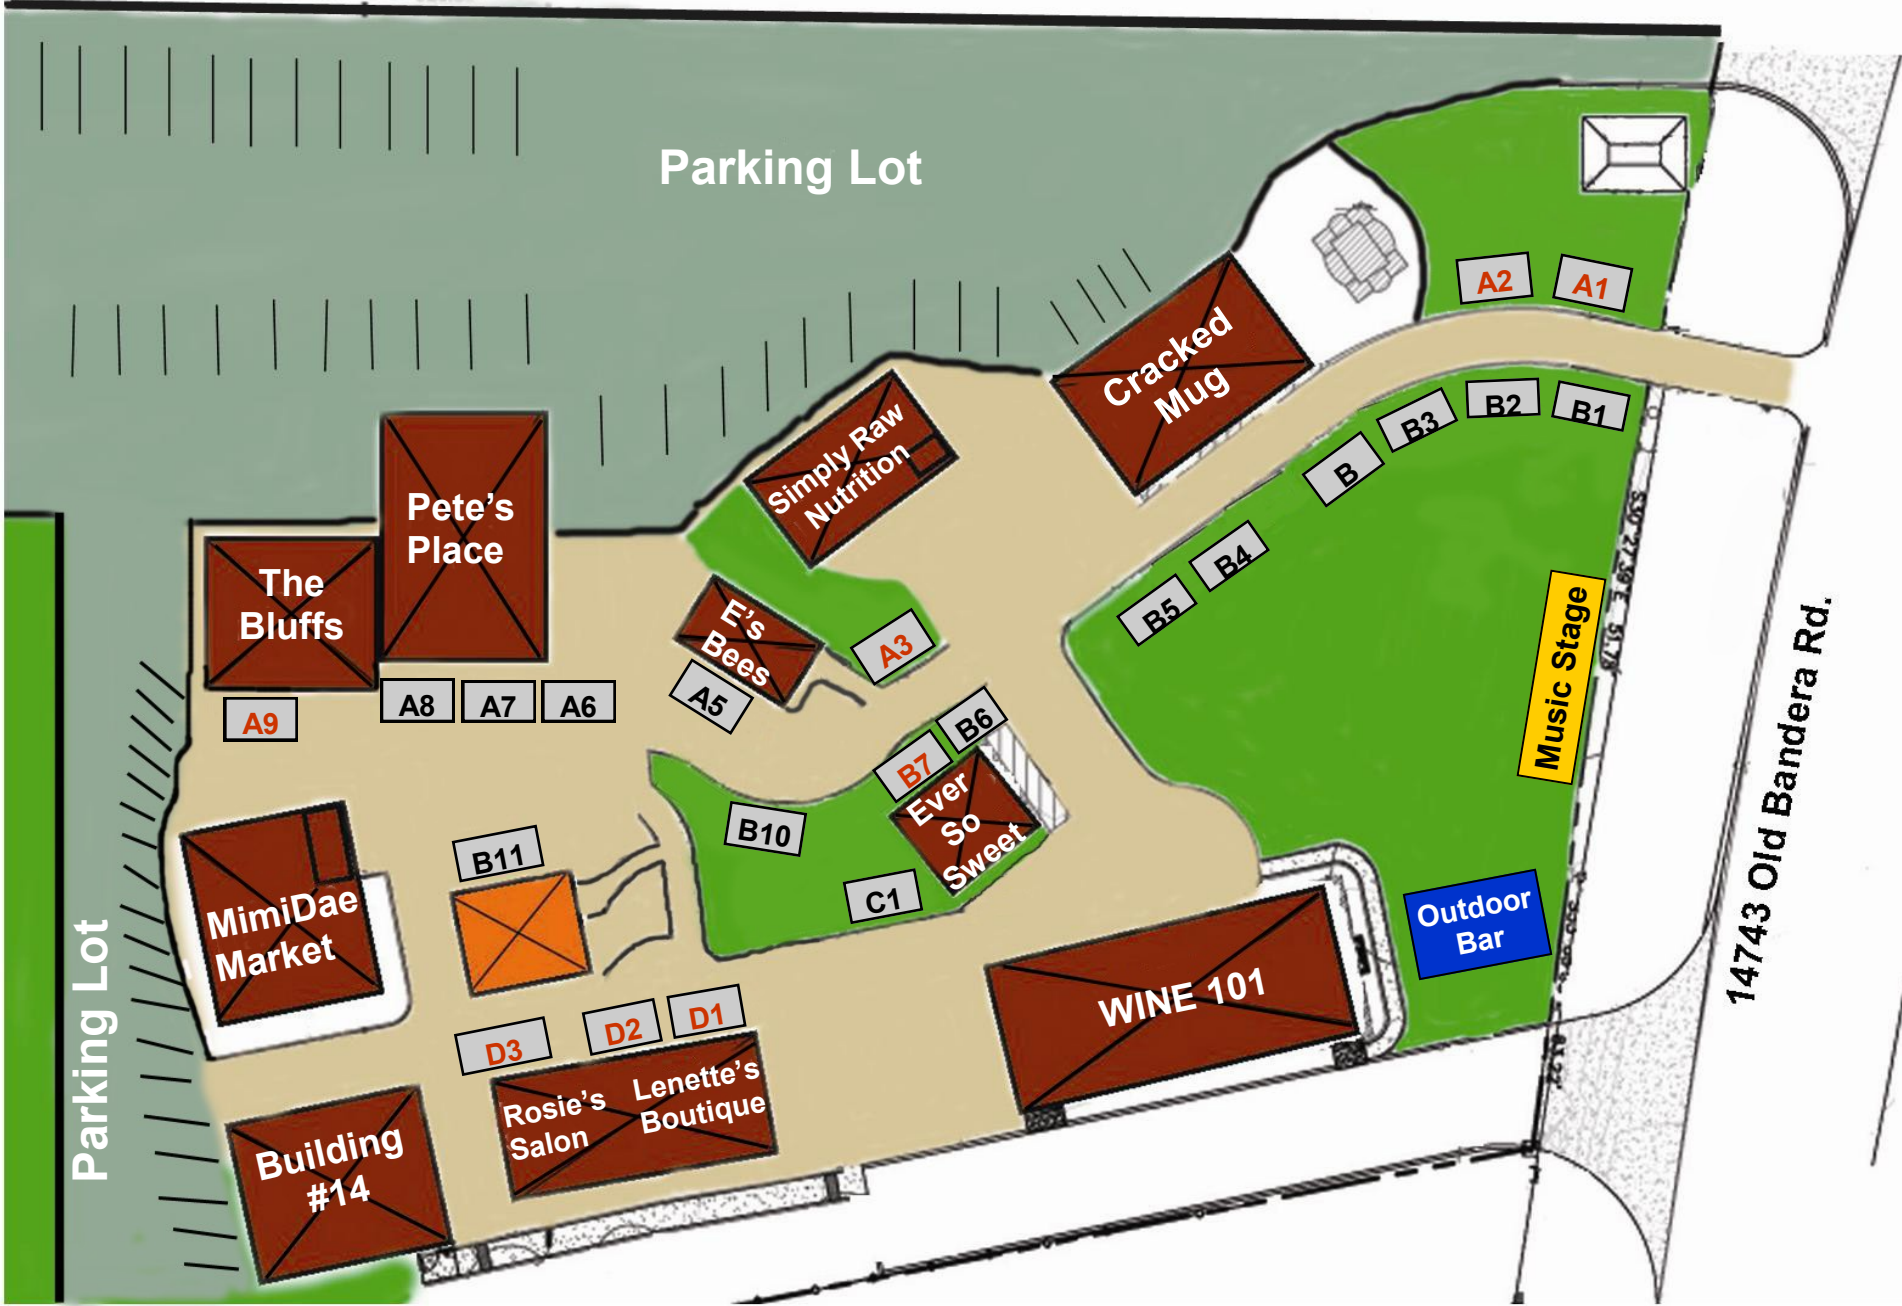 Parking Lot
A2
A1
Cracked
Mug
B3
B2
B1
B
Simply Raw
Nutrition
Pete's
Place
The
Bluffs
B4
B5
E's
Bees
A3
A5
A9
A8
A7
A6
B6
B7
Music Stage
Ever
So
Sweet
B10
B11
C1
MimiDae
Market
Outdoor
Bar
14743 Old Bandera Rd.
WINE 101
D3
D2
D1
Parking Lot
Rosie's
Salon
Lenette's
Boutique
Building
#14